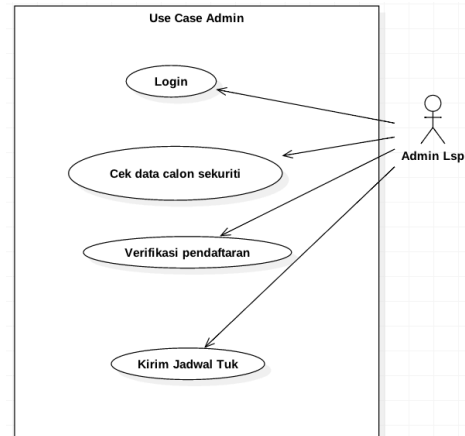 Use Case Admin
Login
Admin Lsp
Cek data calon sekuriti
Verifikasi pendaftaran
Kirim Jadwal Tuk